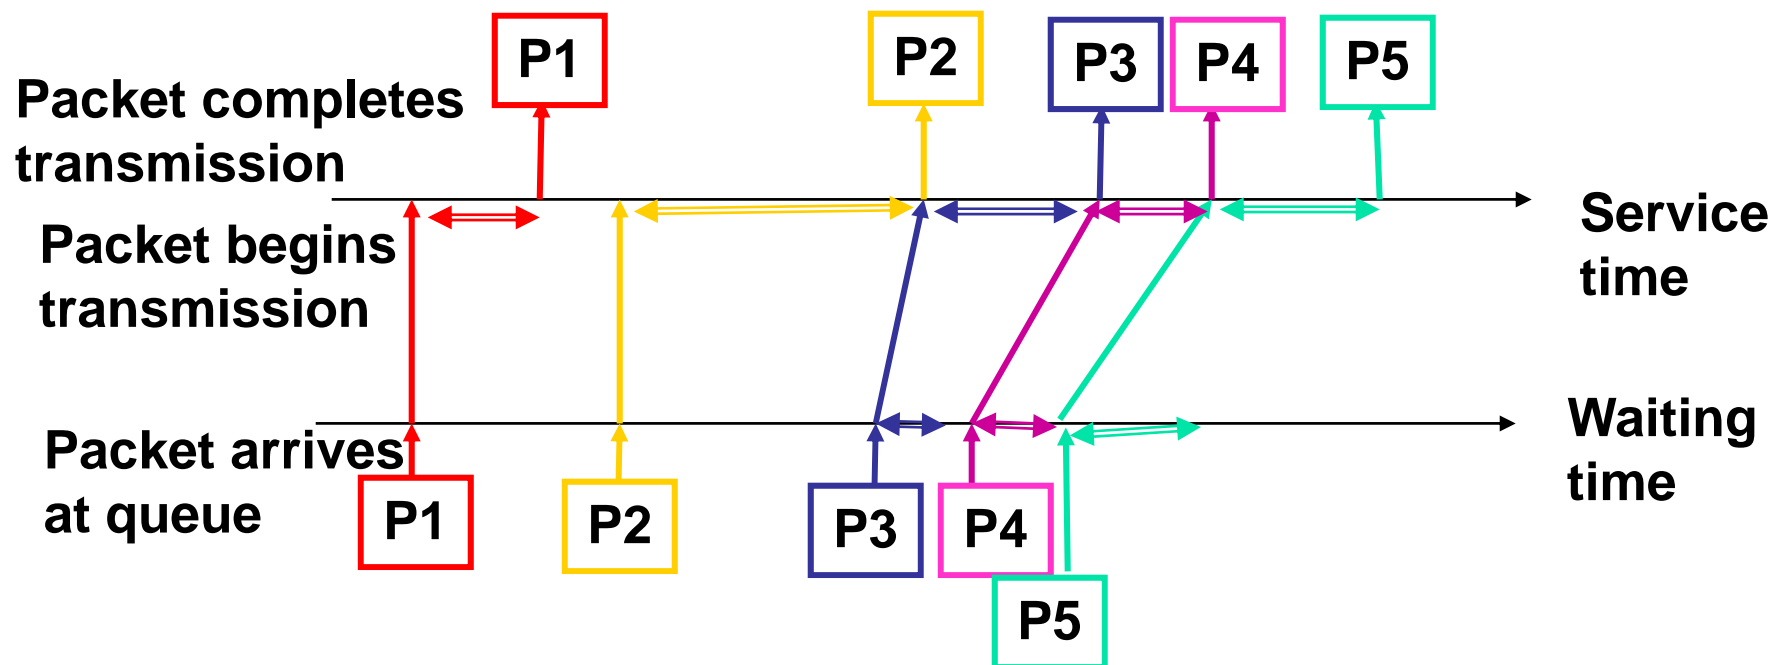 P1
P2
P3
P4
P5
Packet completes
transmission
Service
time
Packet begins
transmission
Waiting
time
Packet arrives
at queue
P1
P2
P3
P4
P5